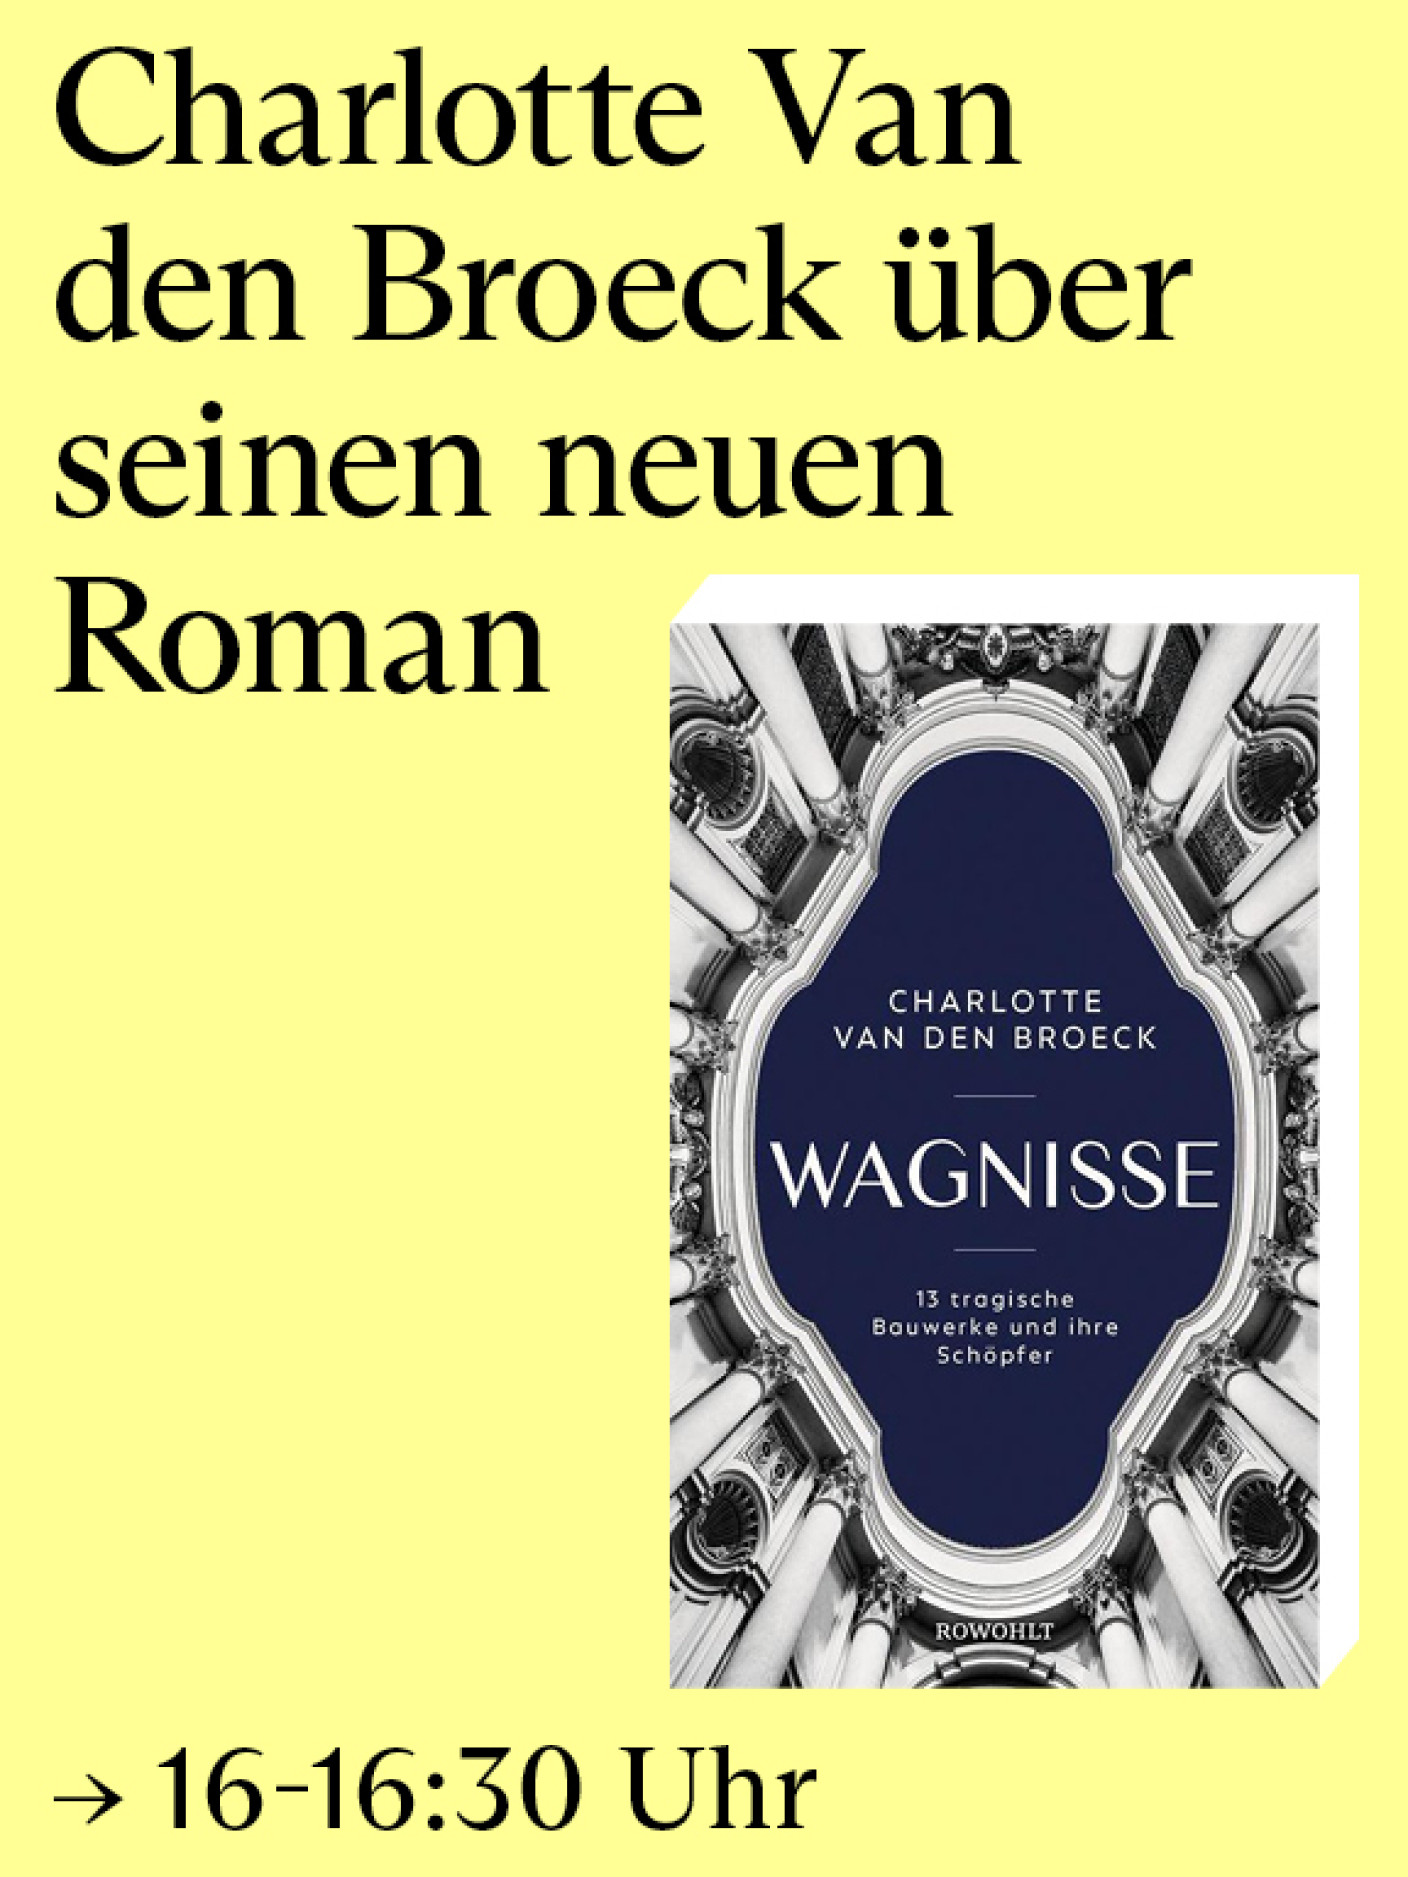 Charlotte Van
den Broeck über
seinen neuen
Roman
CHARLOTTE
VAN DEN BROECK
WAGNISSE
13 tragische
Bauwerke und ihre
Schöpfer
ROWOHLT
→ 16–16:30 Uhr